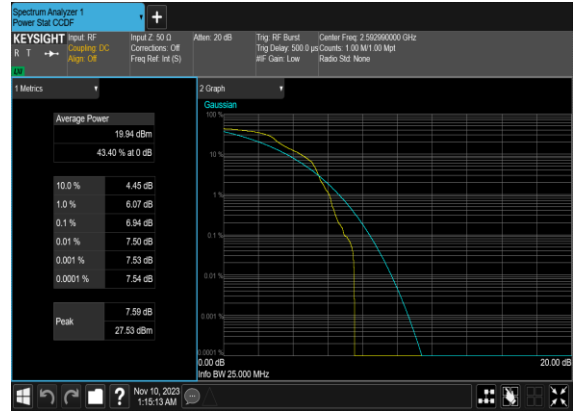 Spectrum Analyzer 1
Power Stat CCDF
KEYSIGHT
R T
LM
Input: RF
Coupling: DC
Align: Off
Input Z: 50 Ω
Corrections: Off
Freq Ref: Int (S)
Atten: 20 dB
Trig: RF Burst
Trig Delay: 500.0 µs
#IF Gain: Low
Center Freq: 2.592990000 GHz
Counts: 1.00 M/1.00 Mpt
Radio Std: None
1 Metrics
Average Power
19.94 dBm
43.40 % at 0 dB
10.0 % 4.45 dB
1.0 % 6.07 dB
0.1 % 6.94 dB
0.01 % 7.50 dB
0.001 % 7.53 dB
0.0001 % 7.54 dB
Peak
7.59 dB
27.53 dBm
2 Graph
Gaussian
100 %
10 %
1 %
0.1 %
0.01 %
0.001 %
0.0001 %
0.00 dB 20.00 dB
Info BW 25.000 MHz
?
Nov 10, 2023
1:15:13 AM